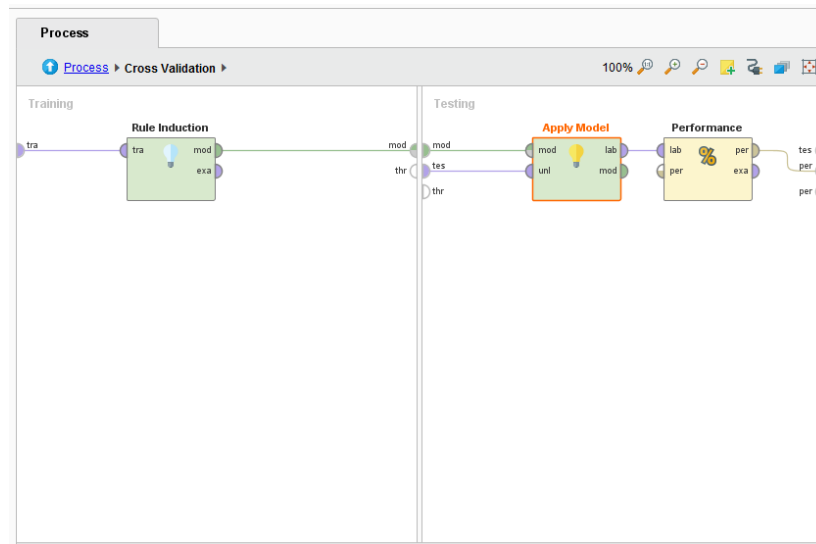 Process
Process Cross Validation
100%
Training
Testing
Rule Induction
Apply Model
Performance
tra
tra
mod
exa
mod
thr
mod
tes
thr
mod
lab
unl
mod
lab
per
per
exa
tes
per
per